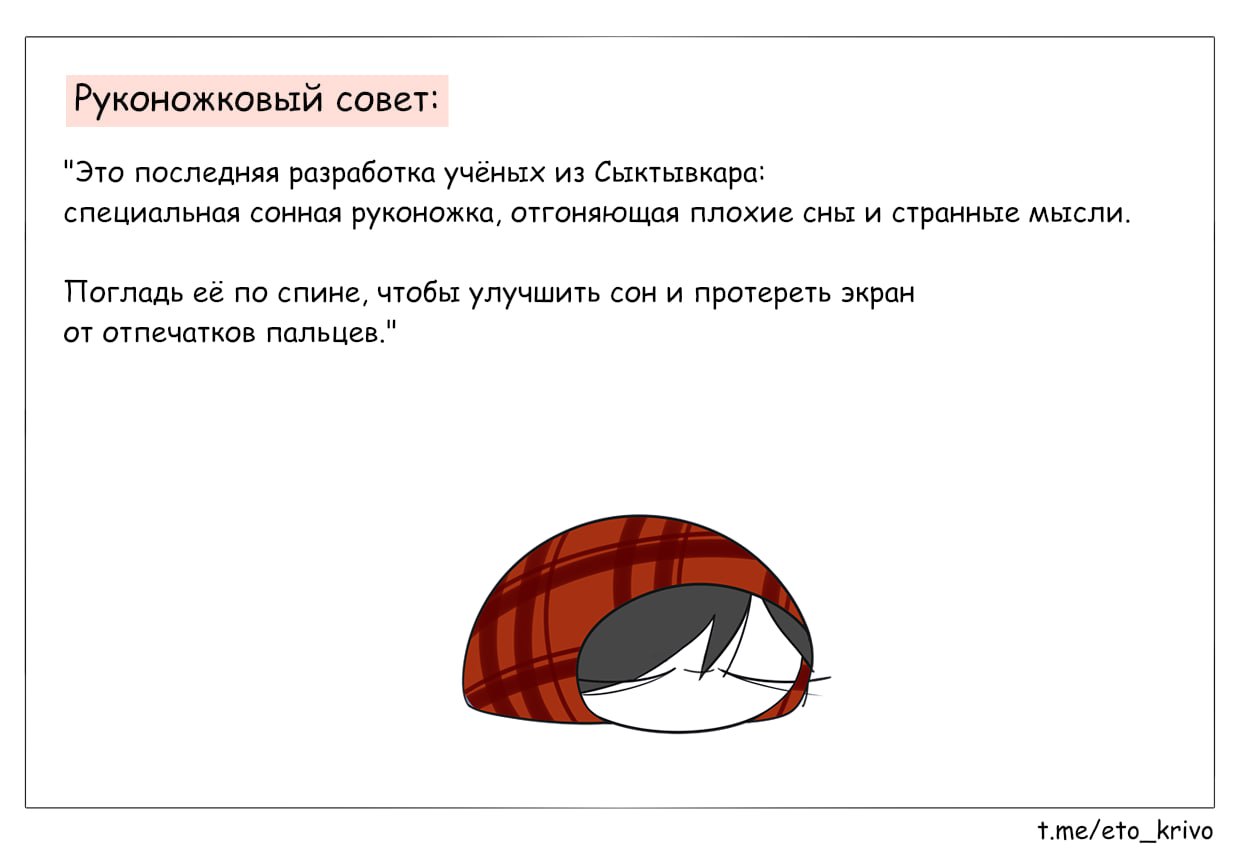 Руконожковый совет:
"Это последняя разработка учёных из Сыктывкара:
специальная сонная руконожка, отгоняющая плохие сны и странные мысли.
Погладь её по спине, чтобы улучшить сон и протереть экран
от отпечатков пальцев."
t.me/eto_krivo